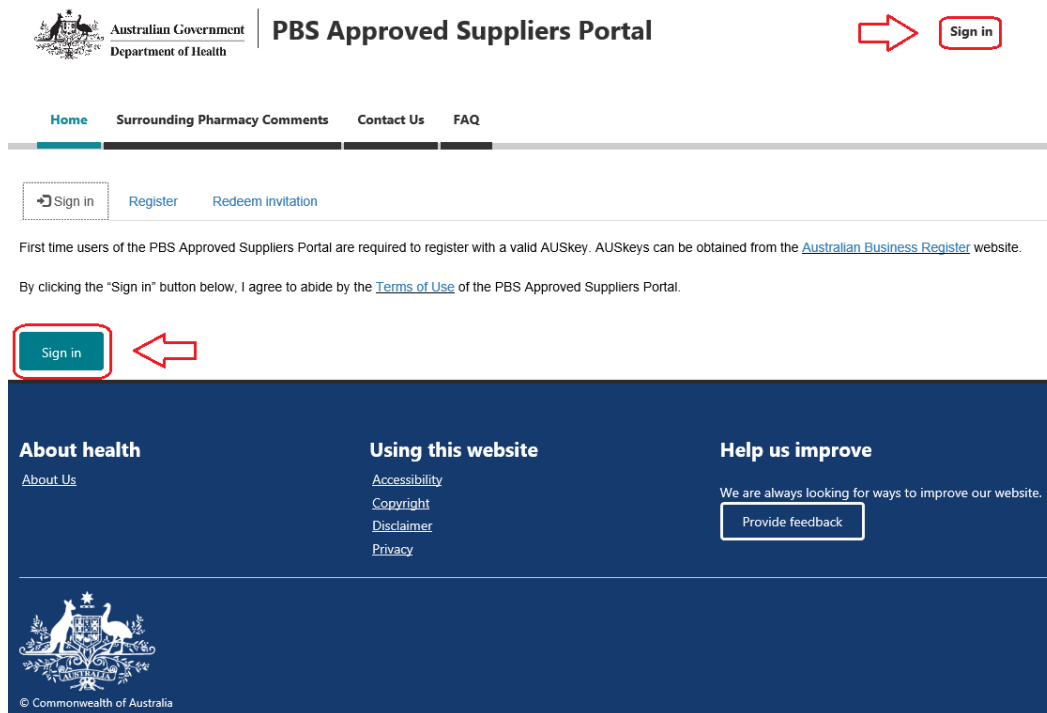 Australian Government
Department of Health
PBS Approved Suppliers Portal
Sign in
Home Surrounding Pharmacy Comments Contact Us FAQ
Sign in Register Redeem invitation
First time users of the PBS Approved Suppliers Portal are required to register with a valid AUSkey. AUSkeys can be obtained from the Australian Business Register website.
By clicking the “Sign in” button below, I agree to abide by the Terms of Use of the PBS Approved Suppliers Portal.
Sign in
About health
About Us
Using this website
Accessibility
Copyright
Disclaimer
Privacy
Help us improve
We are always looking for ways to improve our website.
Provide feedback
AUSTRALIA
© Commonwealth of Australia